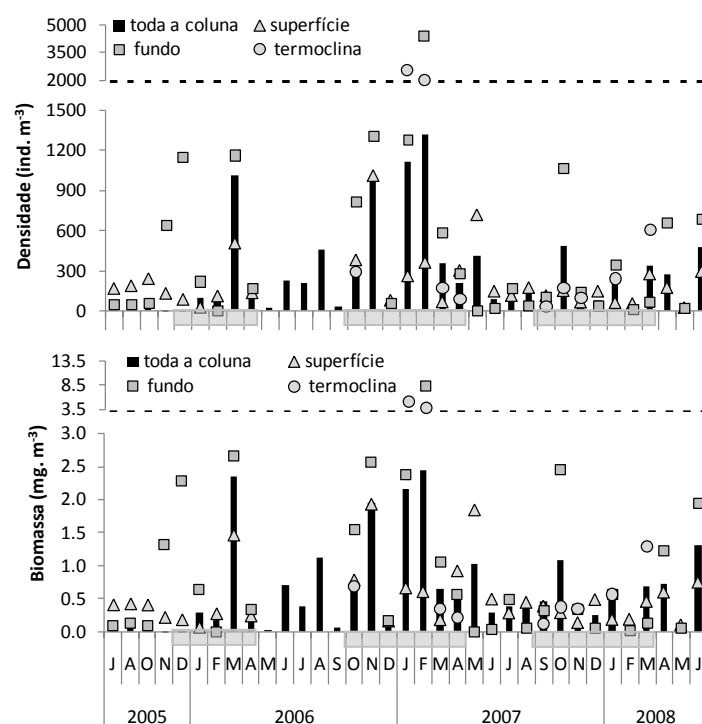 5000
3500
2000
1500
1200
900
600
300
0
Densidade (ind. m⁻³)
toda a coluna superfície
fundo termoclina
13.5
8.5
3.5
3.0
2.5
2.0
1.5
1.0
0.5
0.0
Biomassa (mg. m⁻³)
toda a coluna superfície
fundo termoclina
J A O N D J F M A M J J A S O N D J F M A M J J A S O N D J F M A M J
2005 2006 2007 2008